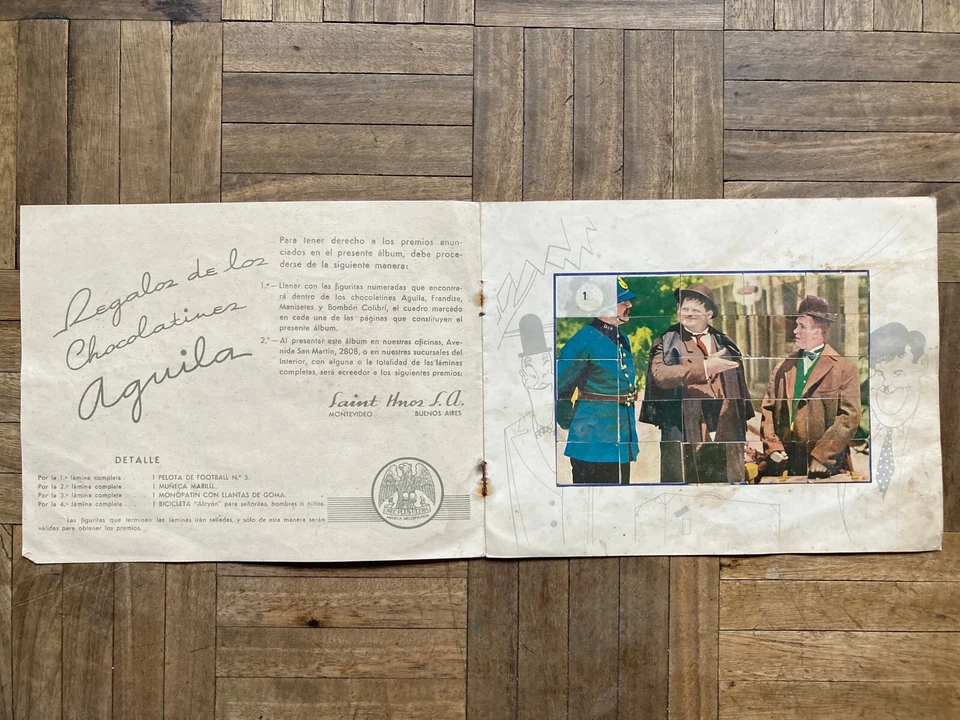 Regalos de los
Chocolatines
Aguila
Para tener derecho a los premios anun-
ciados en el presente álbum, debe proce-
derse de la siguiente manera:
1.º—Llenar con las figuritas numeradas que encontra-
rá dentro de los chocolatines Aguila, Frandise,
Manisetes y Bombón Colibrí, el cuadro marcado
en cada una de las páginas que constituyen el
presente álbum.
2.º—Al presentar este álbum en nuestras oficinas, Ave-
nida San Martín, 2808, o en nuestras sucursales del
Interior, con alguna o la totalidad de las láminas
completas, será acreedor a los siguientes premios:
Saint Hnos S.A.
MONTEVIDEO BUENOS AIRES
DETALLE
Por la 1.ª lámina completa . 1 PELOTA DE FOOTBALL N.º 5.
Por la 2.ª lámina completa . 1 MUÑECA MARILÚ.
Por la 3.ª lámina completa . 1 MONOPATIN CON LLANTAS DE GOMA.
Por la 4.ª lámina completa . 1 BICICLETA "Alcyón" para señoritas, hombres o niños.
Las figuritas que terminan las láminas irán selladas, y sólo de esta manera serán
válidas para obtener los premios.
MARCA REGISTRADA
1